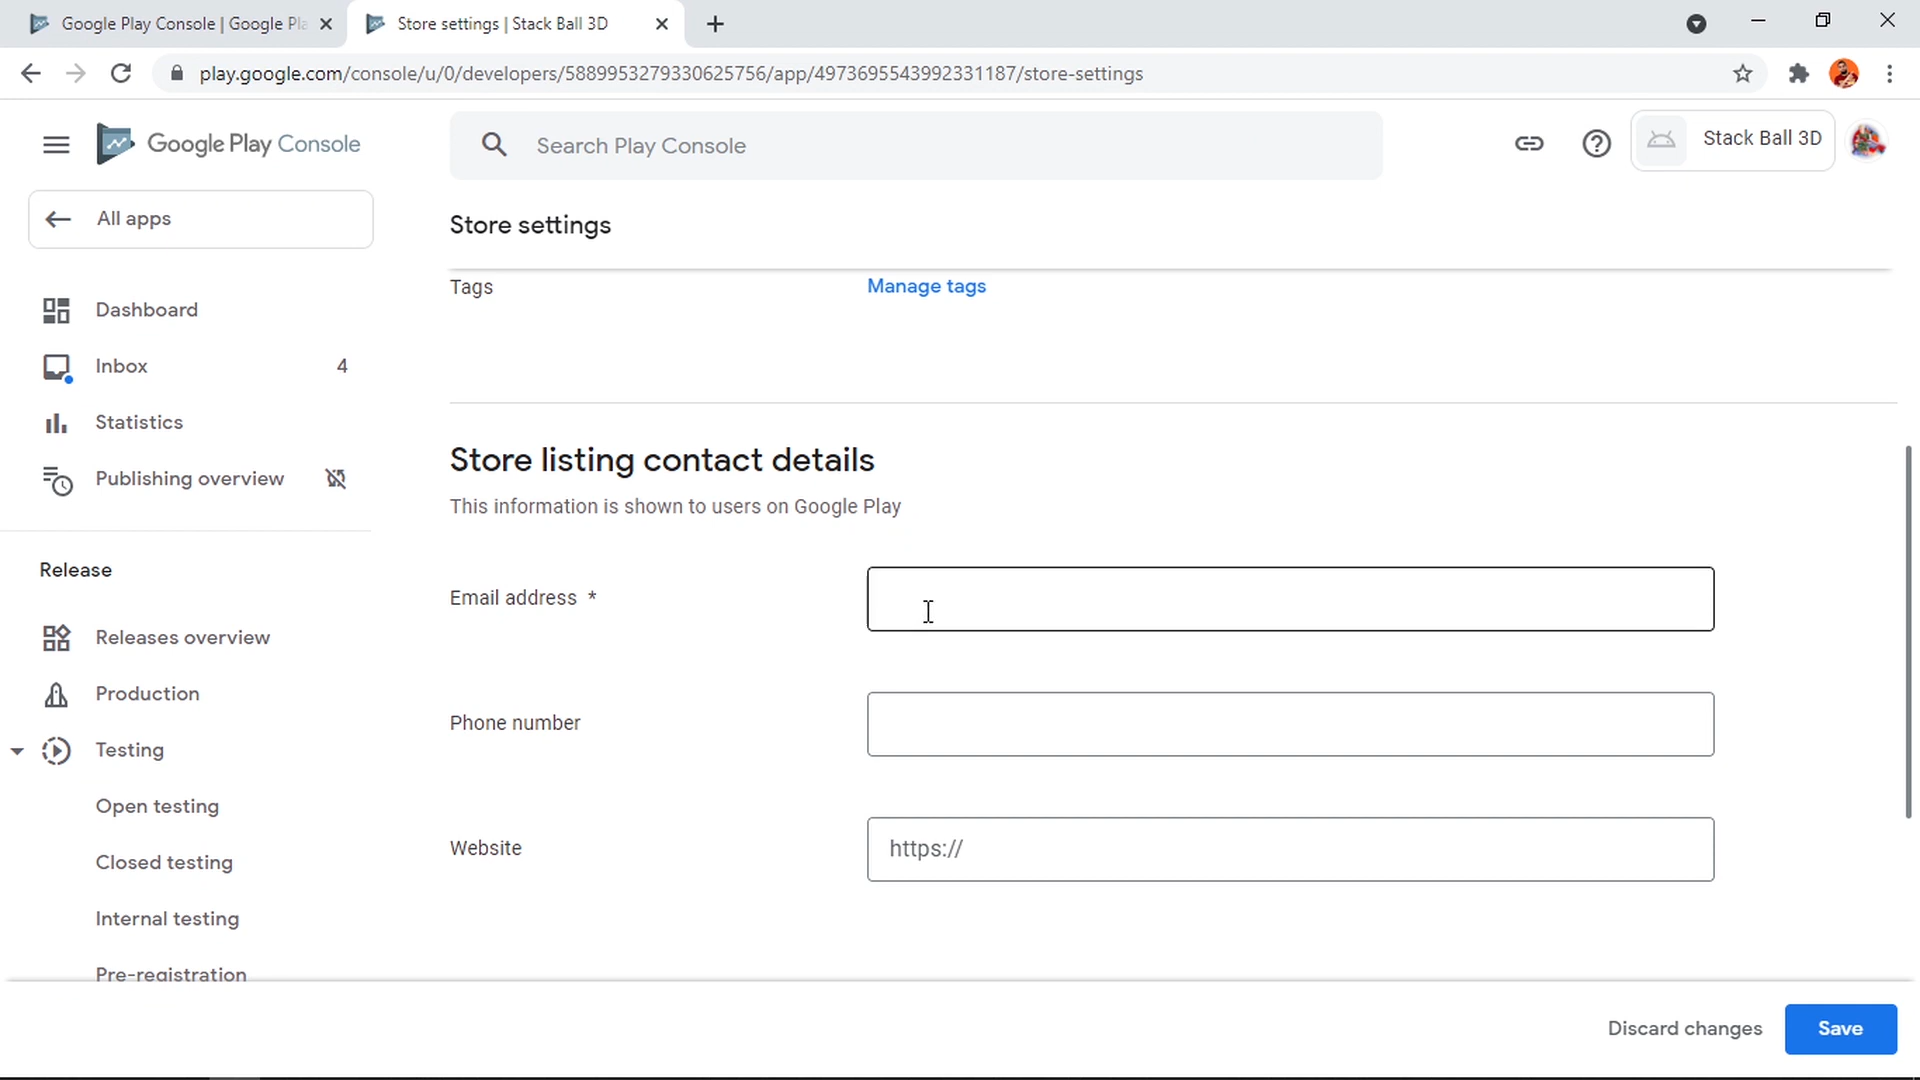 Google Play Console | Google Pla
Store settings | Stack Ball 3D
play.google.com/console/u/0/developers/5889953279330625756/app/4973695543992331187/store-settings
Google Play Console
Search Play Console
Stack Ball 3D
All apps
Store settings
Tags
Manage tags
Dashboard
Inbox 4
Statistics
Publishing overview
Store listing contact details
This information is shown to users on Google Play
Release
Email address *
Releases overview
Production
Phone number
Testing
Open testing
Website
https://
Closed testing
Internal testing
Pre-registration
Discard changes
Save